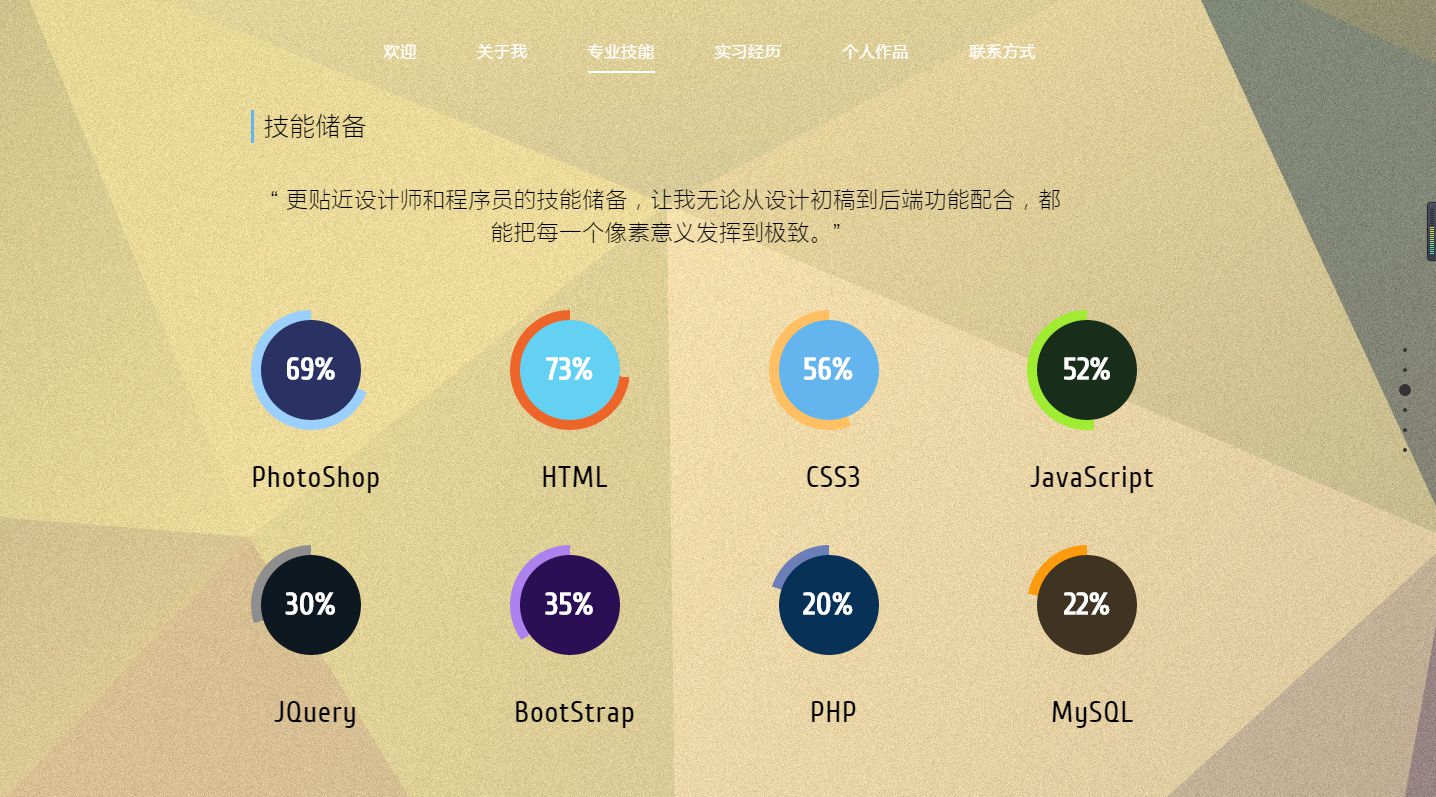 欢迎 关于我 专业技能 实习经历 个人作品 联系方式
技能储备
“ 更贴近设计师和程序员的技能储备，让我无论从设计初稿到后端功能配合，都
能把每一个像素意义发挥到极致。”
69% 73% 56% 52%
PhotoShop HTML CSS3 JavaScript
30% 35% 20% 22%
JQuery BootStrap PHP MySQL